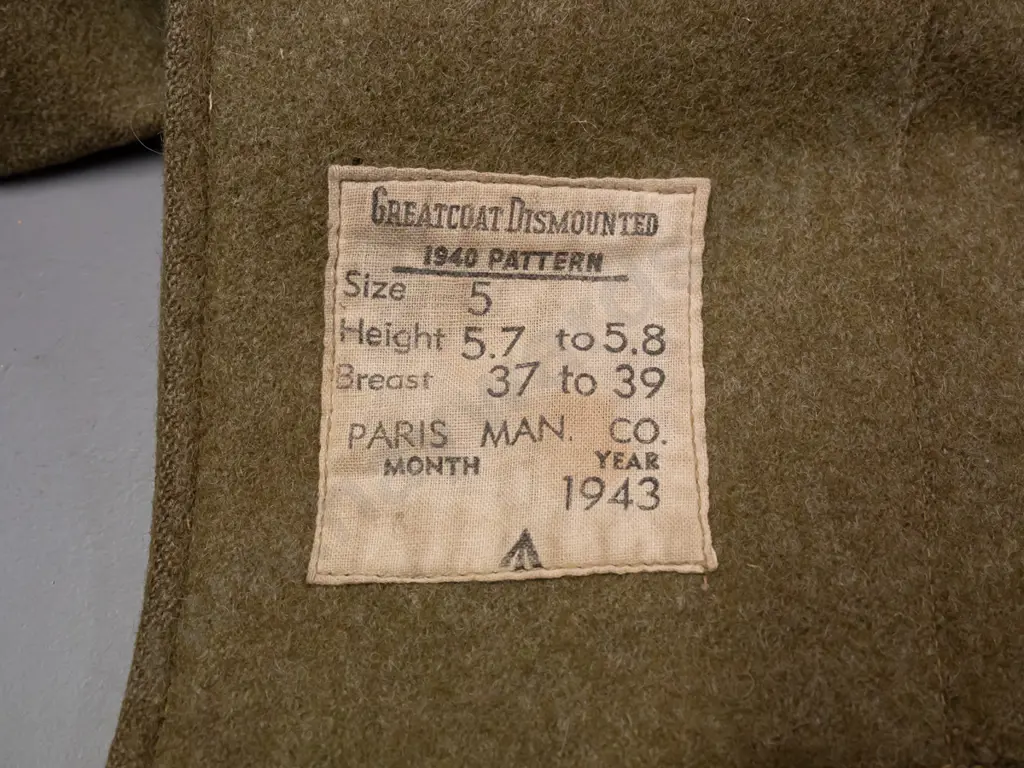 GREATCOAT DISMOUNTED
1940 PATTERN
Size 5
Height 5.7 to 5.8
Breast 37 to 39
PARIS MAN. CO.
MONTH YEAR
1943